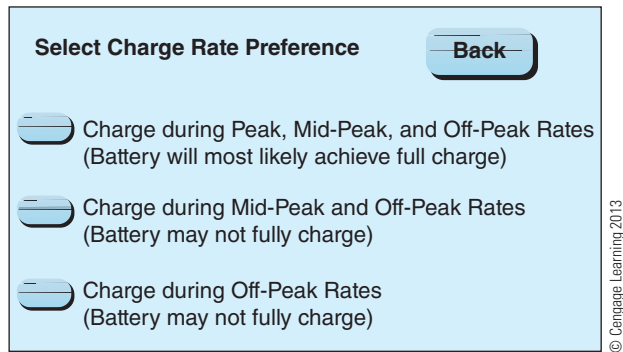 Select Charge Rate Preference
Back
Charge during Peak, Mid-Peak, and Off-Peak Rates
(Battery will most likely achieve full charge)
Charge during Mid-Peak and Off-Peak Rates
(Battery may not fully charge)
Charge during Off-Peak Rates
(Battery may not fully charge)
© Cengage Learning 2013